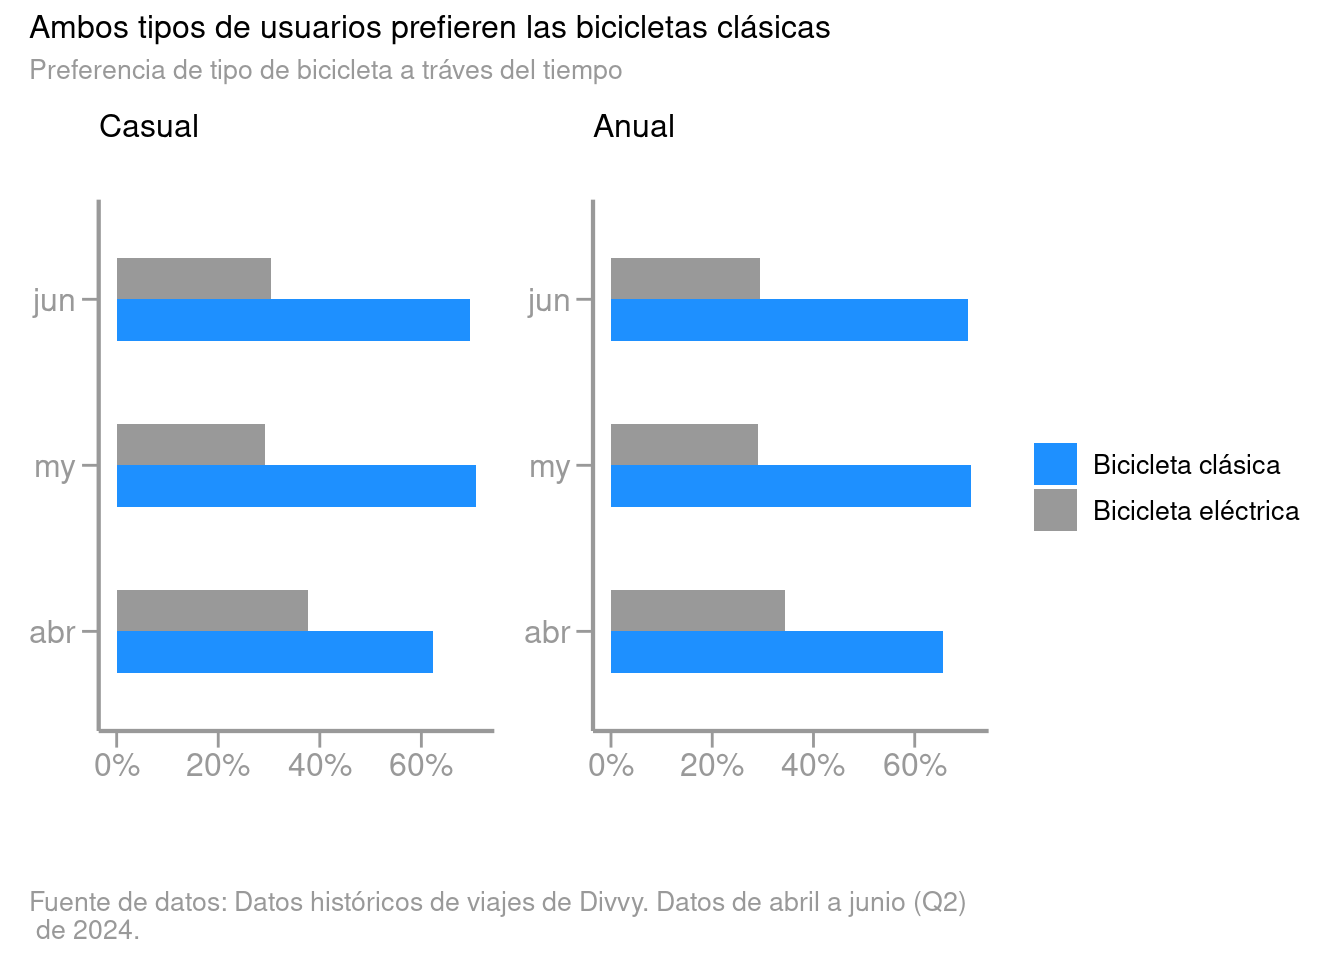 Ambos tipos de usuarios prefieren las bicicletas clásicas
Preferencia de tipo de bicicleta a tráves del tiempo
Casual
jun
my
abr
0% 20% 40% 60%
Anual
jun
my
abr
0% 20% 40% 60%
Bicicleta clásica
Bicicleta eléctrica
Fuente de datos: Datos históricos de viajes de Divvy. Datos de abril a junio (Q2)
de 2024.